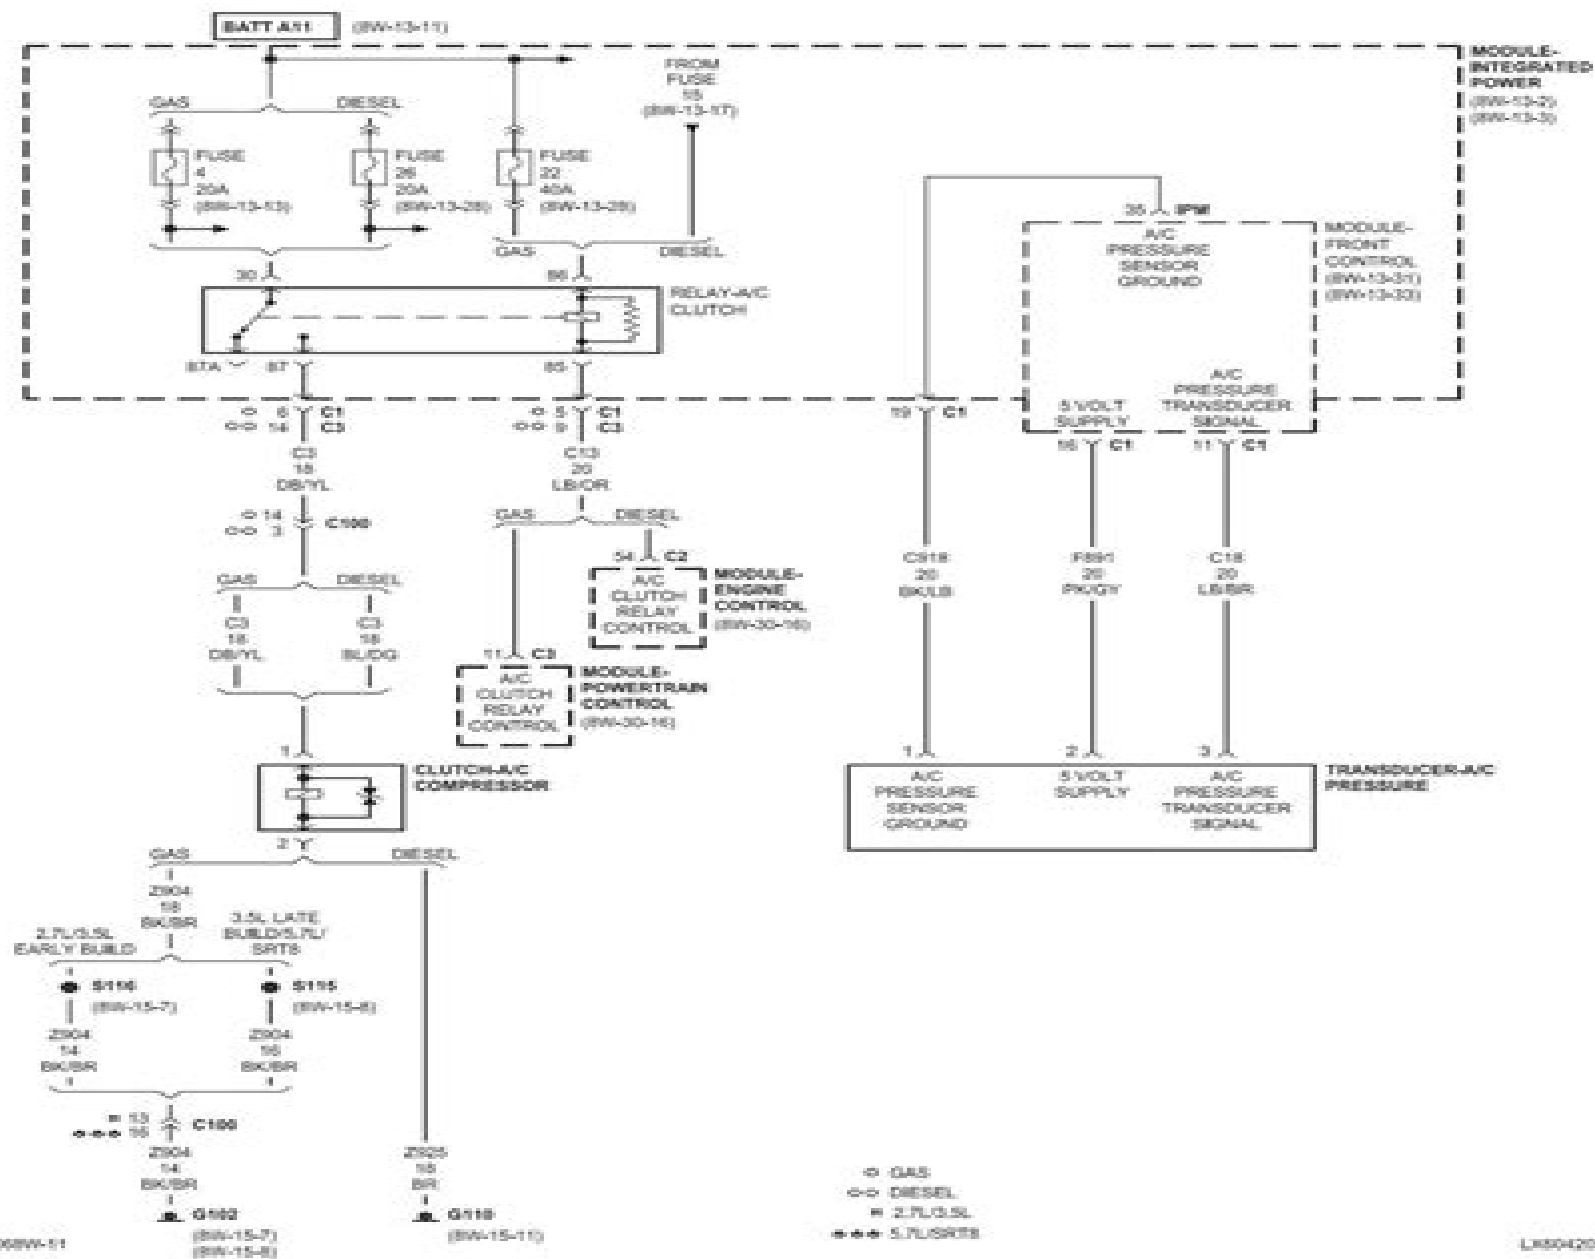 BATT A11 (8W-13-11)
MODULE-
INTEGRATED
POWER
(8W-13-2)
(8W-13-3)
FROM
FUSE
15
(8W-13-17)
GAS
DIESEL
FUSE
4
20A
(8W-13-13)
FUSE
26
20A
(8W-13-28)
FUSE
22
40A
(8W-13-28)
GAS
DIESEL
30
86
RELAY-A/C
CLUTCH
87A
87
85
35 IPM
A/C
PRESSURE
SENSOR
GROUND
MODULE-
FRONT
CONTROL
(8W-13-31)
(8W-13-33)
5 VOLT
SUPPLY
A/C
PRESSURE
TRANSDUCER
SIGNAL
6 C1
14 C3
5 C1
9 C3
19 C1
16 C1
11 C1
C3
18
DB/YL
C13
20
LB/OR
14
3
C100
GAS
DIESEL
54 C2
A/C
CLUTCH
RELAY
CONTROL
MODULE-
ENGINE
CONTROL
(8W-30-16)
C918
20
BK/LB
F891
20
PK/GY
C18
20
LB/BR
GAS
DIESEL
C3
18
DB/YL
C3
18
BL/DG
11 C3
A/C
CLUTCH
RELAY
CONTROL
MODULE-
POWERTRAIN
CONTROL
(8W-30-16)
1
CLUTCH-A/C
COMPRESSOR
2
1
2
3
A/C
PRESSURE
SENSOR
GROUND
5 VOLT
SUPPLY
A/C
PRESSURE
TRANSDUCER
SIGNAL
TRANSDUCER-A/C
PRESSURE
GAS
DIESEL
Z904
18
BK/BR
2.7L/3.5L
EARLY BUILD
3.5L LATE
BUILD/5.7L/
SRT8
S116
(8W-15-7)
S115
(8W-15-8)
Z904
14
BK/BR
Z904
16
BK/BR
13
16
C100
Z904
14
BK/BR
Z925
18
BR
G102
(8W-15-7)
(8W-15-8)
G110
(8W-15-11)
GAS
DIESEL
2.7L/3.5L
5.7L/SRT8